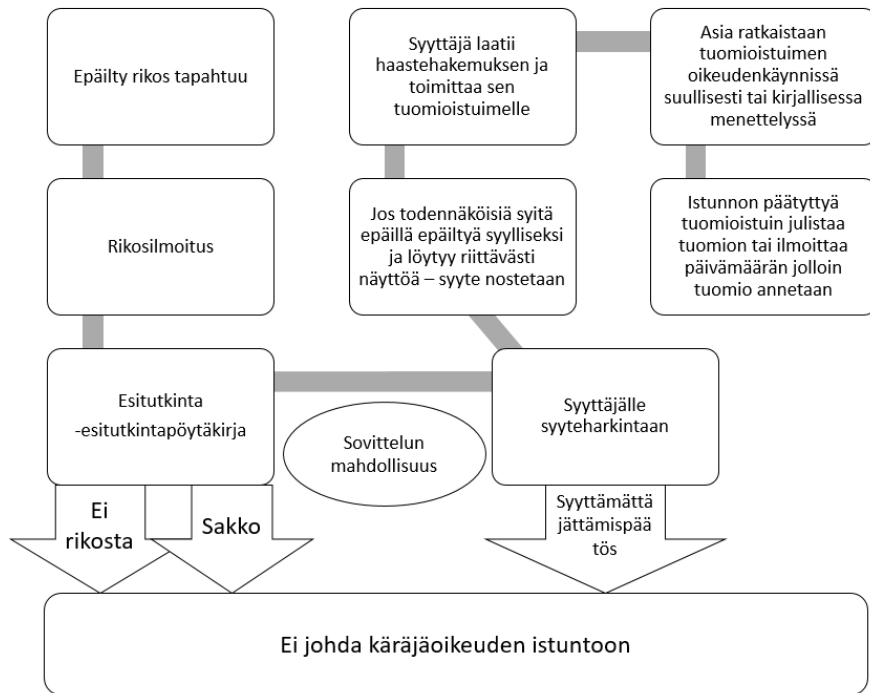 Epäilty rikos tapahtuu
Rikosilmoitus
Esitutkinta
-esitutkintapöytäkirja
Ei
rikosta
Sakko
Sovittelun
mahdollisuus
Syyttäjälle
syyteharkintaan
Syyttämättä
jättämispää
tös
Jos todennäköisiä syitä
epäillä epäiltyä syylliseksi
ja löytyy riittävästi
näyttöä – syyte nostetaan
Syyttäjä laatii
haastehakemuksen ja
toimittaa sen
tuomioistuimelle
Asia ratkaistaan
tuomioistuimen
oikeudenkäynnissä
suullisesti tai kirjallisessa
menettelyssä
Istunnon päätyttyä
tuomioistuin julistaa
tuomion tai ilmoittaa
päivämäärän jolloin
tuomio annetaan
Ei johda käräjäoikeuden istuntoon